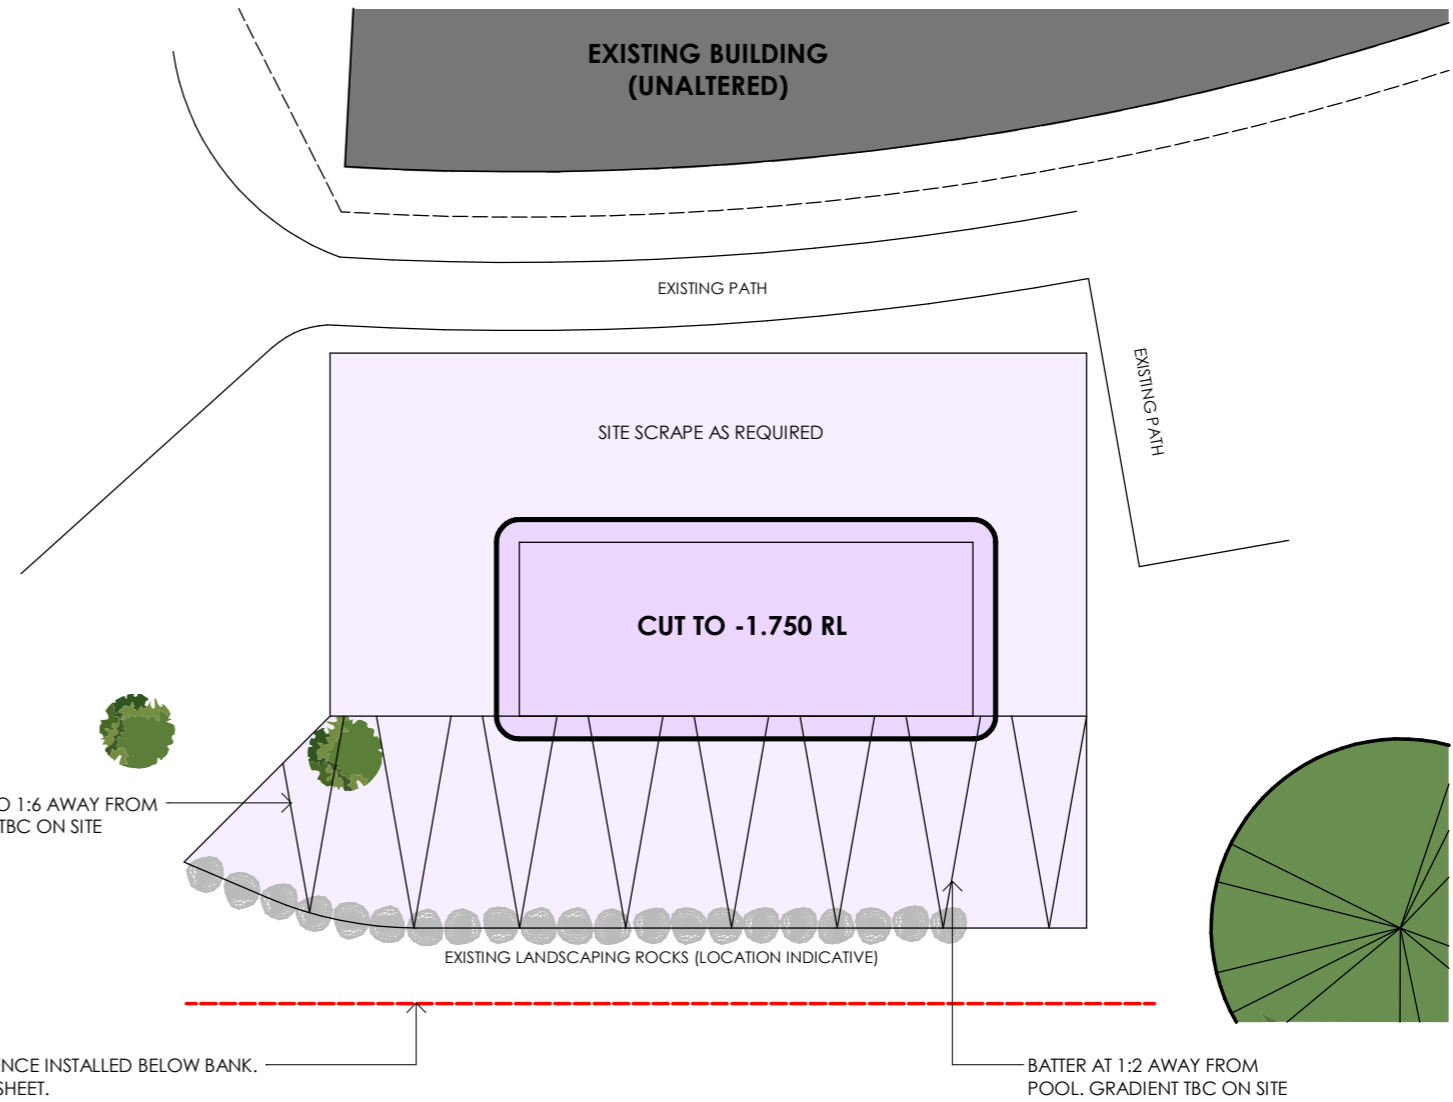 EXISTING BUILDING
(UNALTERED)
EXISTING PATH
EXISTING PATH
SITE SCRAPE AS REQUIRED
CUT TO -1.750 RL
O 1:6 AWAY FROM
TBC ON SITE
EXISTING LANDSCAPING ROCKS (LOCATION INDICATIVE)
NCE INSTALLED BELOW BANK.
SHEET.
BATTER AT 1:2 AWAY FROM
POOL. GRADIENT TBC ON SITE